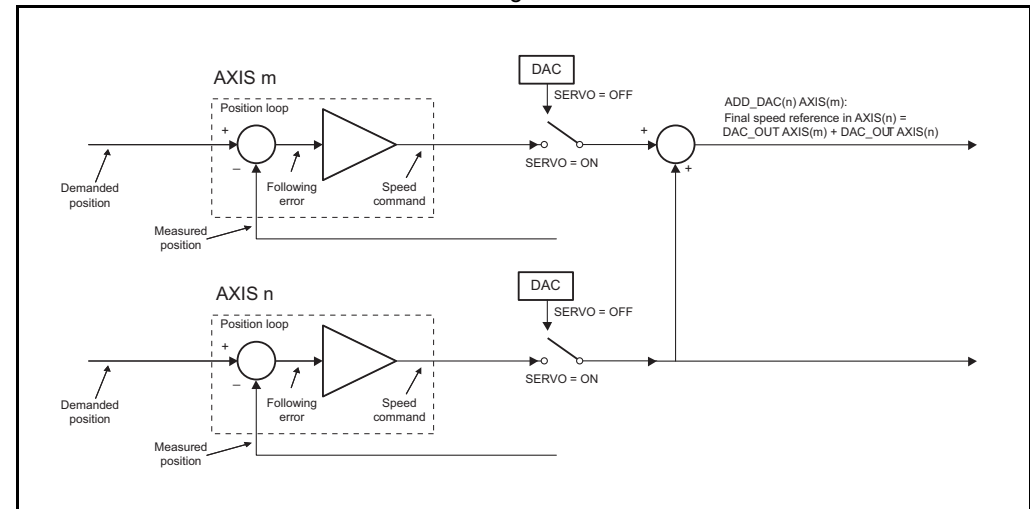 DAC
AXIS m
SERVO = OFF
Position loop
ADD_DAC(n) AXIS(m):
Final speed reference in AXIS(n) =
DAC_OUT AXIS(m) + DAC_OUT AXIS(n)
+
+
SERVO = ON
–
+
Demanded
position
Following
error
Speed
command
Measured
position
DAC
AXIS n
SERVO = OFF
Position loop
+
SERVO = ON
–
Demanded
position
Following
error
Speed
command
Measured
position